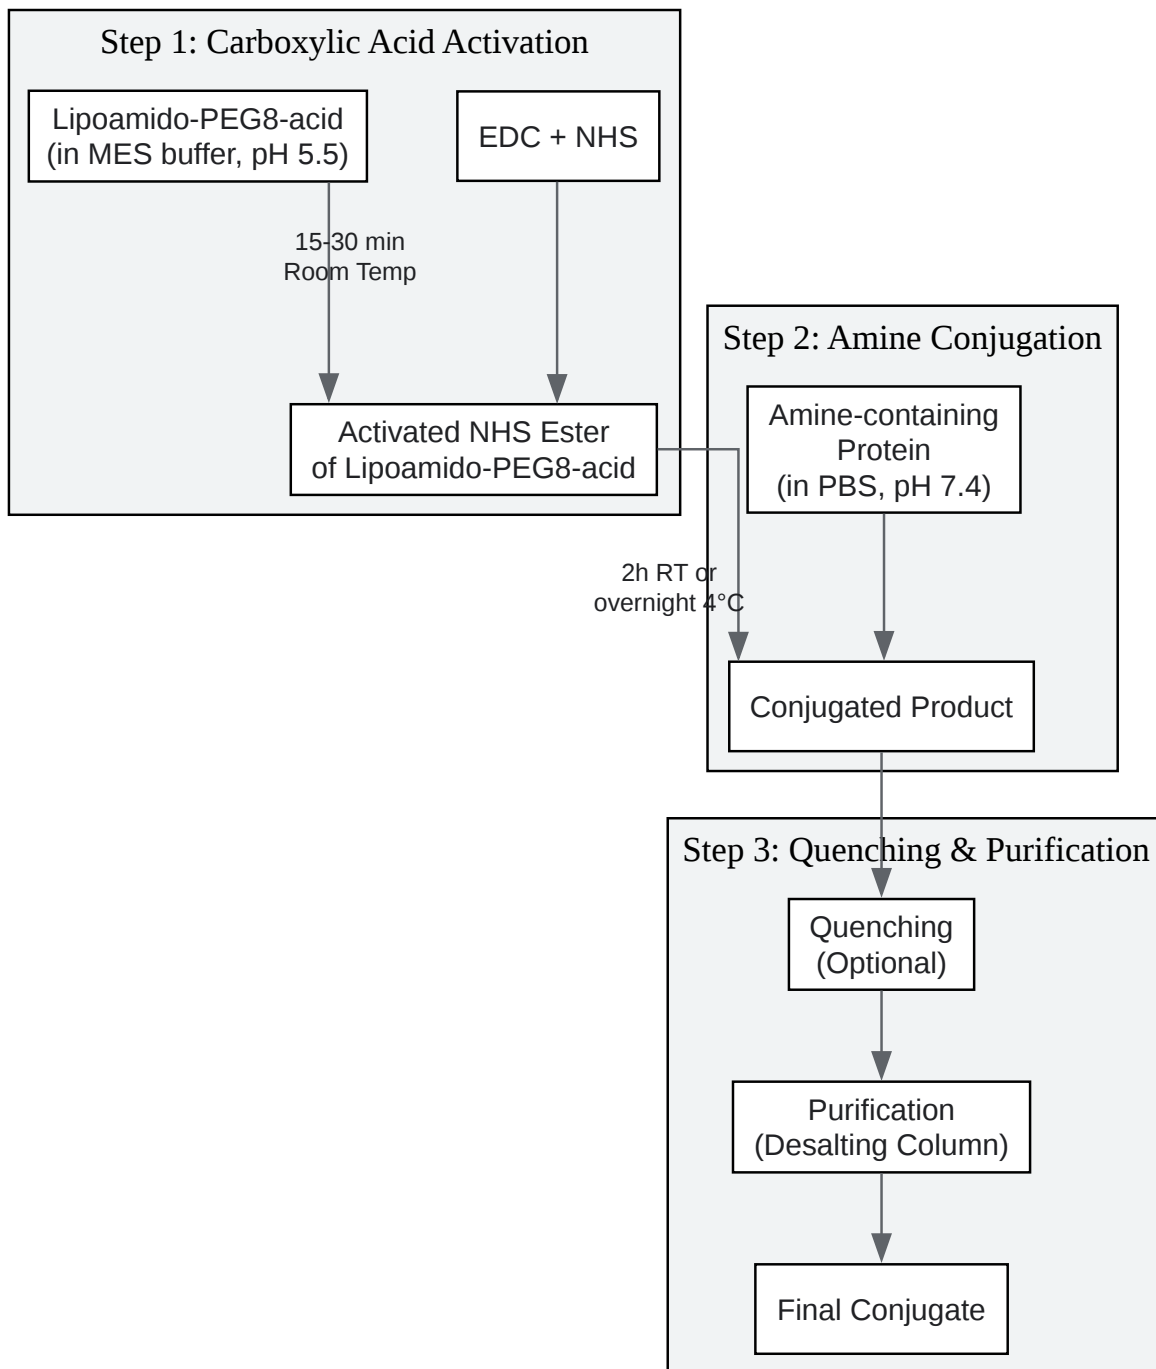 Step 1: Carboxylic Acid Activation
Lipoamido-PEG8-acid
(in MES buffer, pH 5.5)
EDC + NHS
15-30 min
Room Temp
Activated NHS Ester
of Lipoamido-PEG8-acid
Step 2: Amine Conjugation
Amine-containing
Protein
(in PBS, pH 7.4)
2h RT or
overnight 4°C
Conjugated Product
Step 3: Quenching & Purification
Quenching
(Optional)
Purification
(Desalting Column)
Final Conjugate